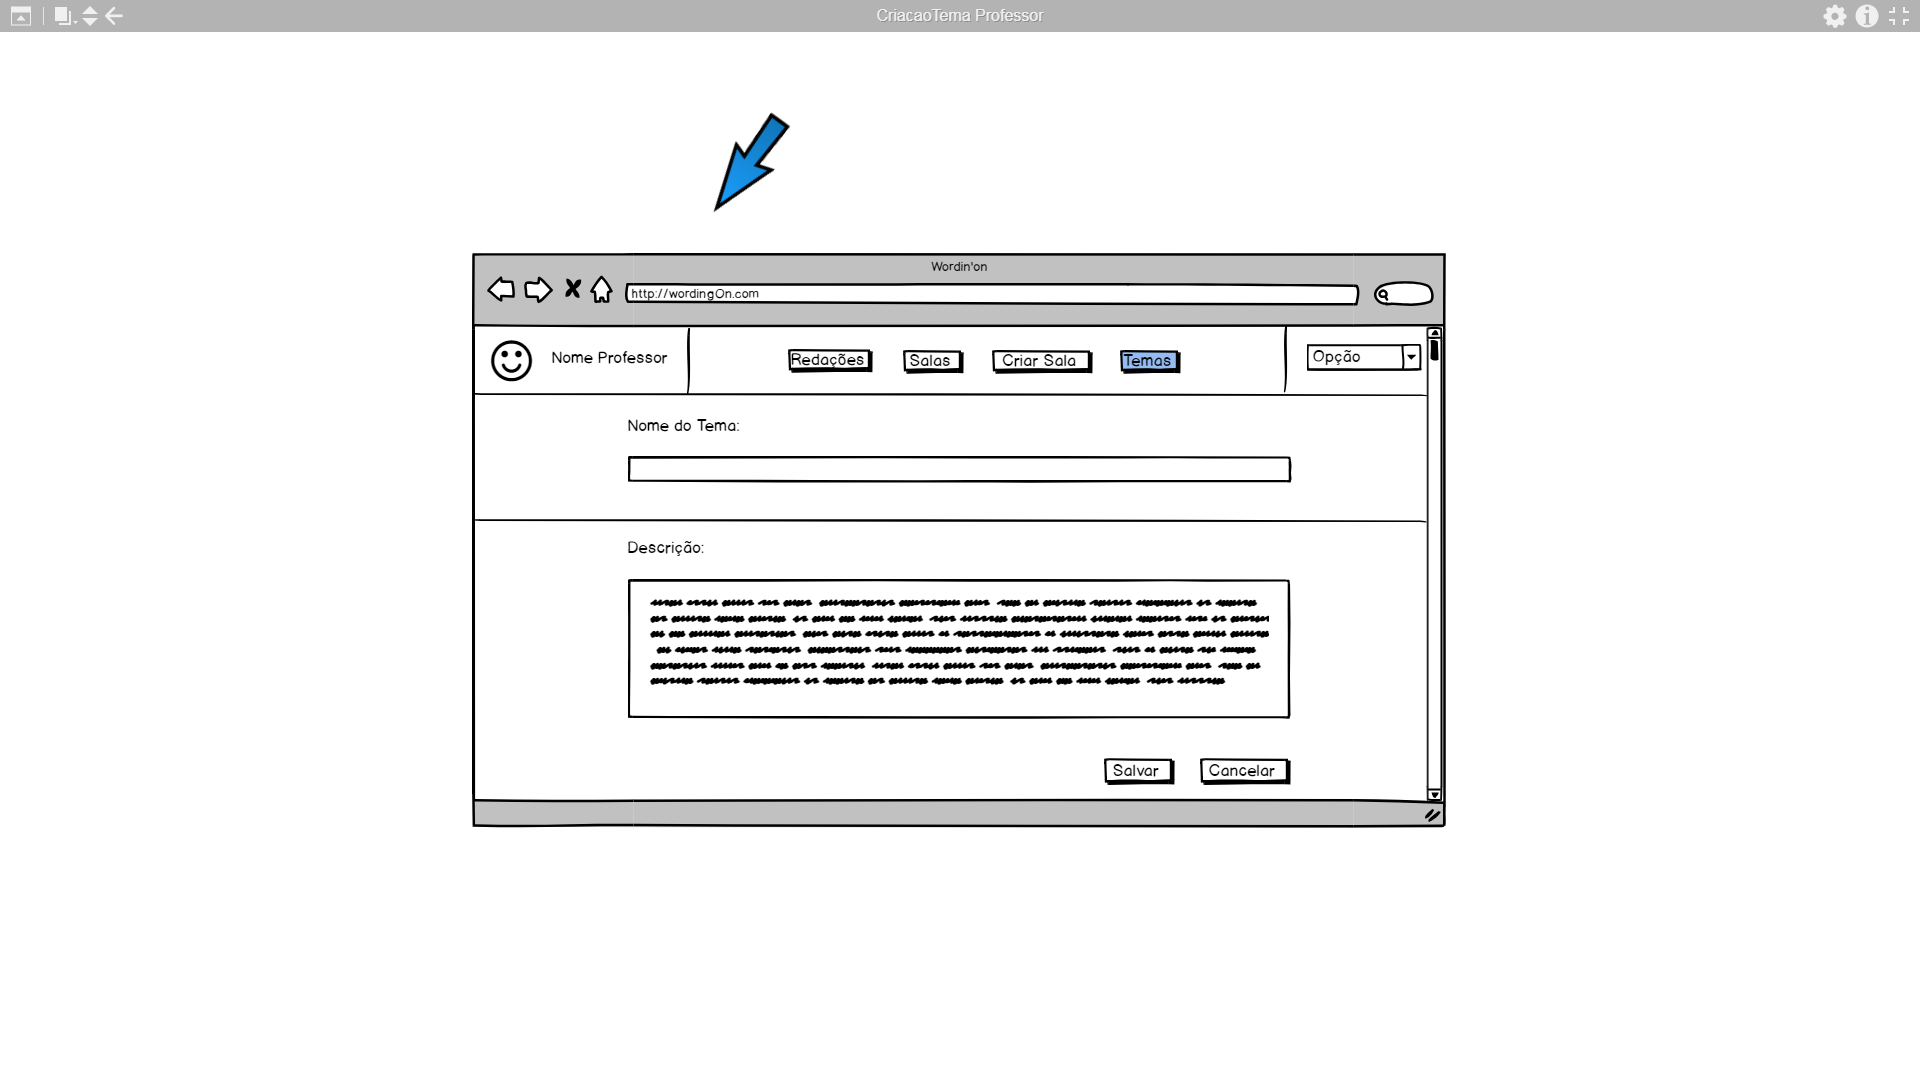 CriacaoTema Professor
Wordin'on
http://wordingOn.com
Nome Professor
Redações
Salas
Criar Sala
Temas
Opção
Nome do Tema:
Descrição:
Salvar
Cancelar